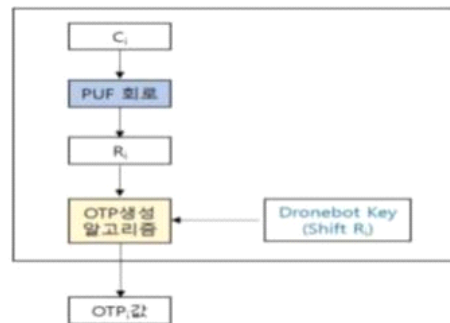 Cᵢ
PUF 회로
Rᵢ
OTP생성
알고리즘
Dronebot Key
(Shift Rᵢ)
OTPᵢ값